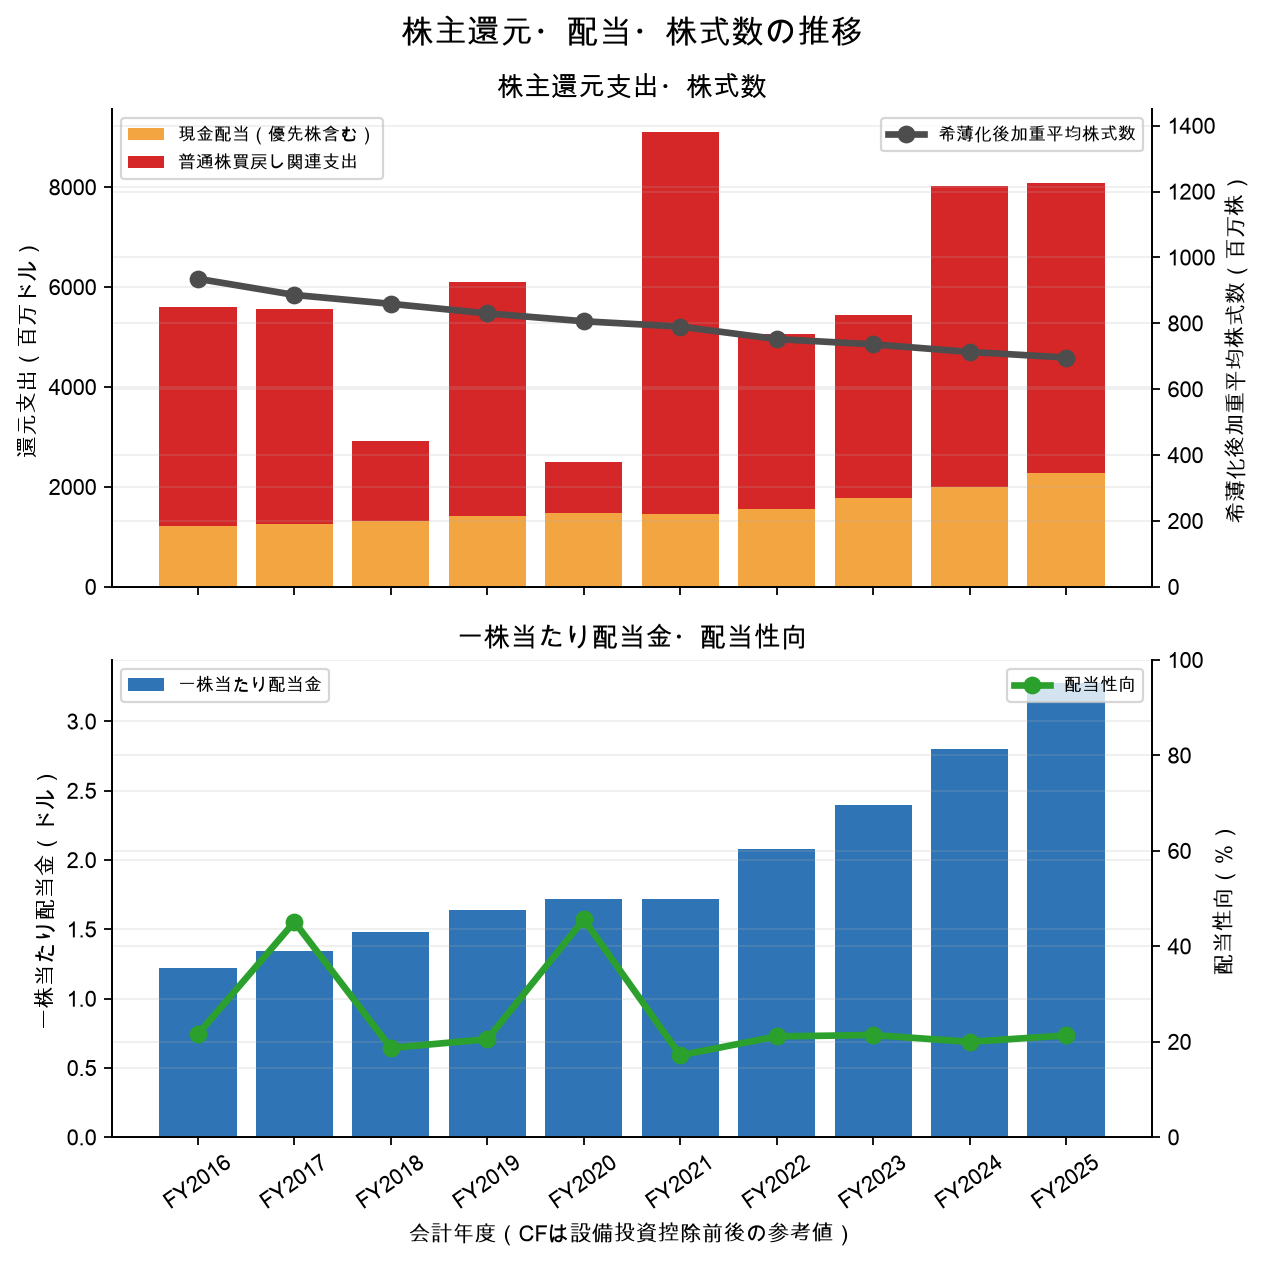 株主還元・配当・株式数の推移
株主還元支出・株式数
現金配当（優先株含む）
普通株買戻し関連支出
希薄化後加重平均株式数
還元支出（百万ドル）
8000
6000
4000
2000
0
1400
1200
1000
800
600
400
200
0
希薄化後加重平均株式数（百万株）
一株当たり配当金・配当性向
一株当たり配当金
配当性向
一株当たり配当金（ドル）
3.0
2.5
2.0
1.5
1.0
0.5
0.0
100
80
60
40
20
0
配当性向（%）
FY2016
FY2017
FY2018
FY2019
FY2020
FY2021
FY2022
FY2023
FY2024
FY2025
会計年度（CFは設備投資控除前後の参考値）